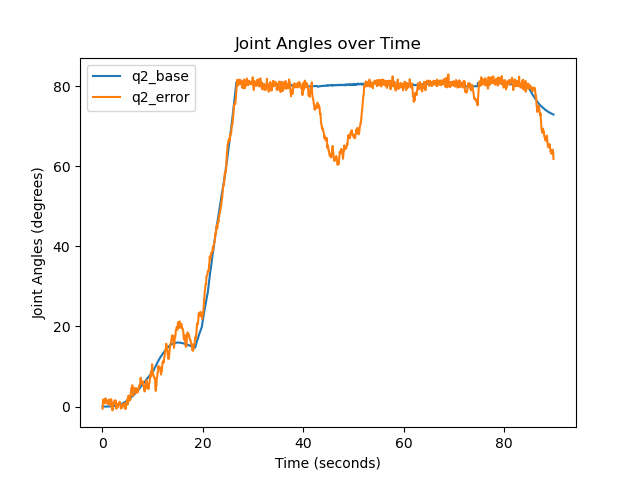 Joint Angles over Time
q2_base
q2_error
Joint Angles (degrees)
80
60
40
20
0
0 20 40 60 80
Time (seconds)